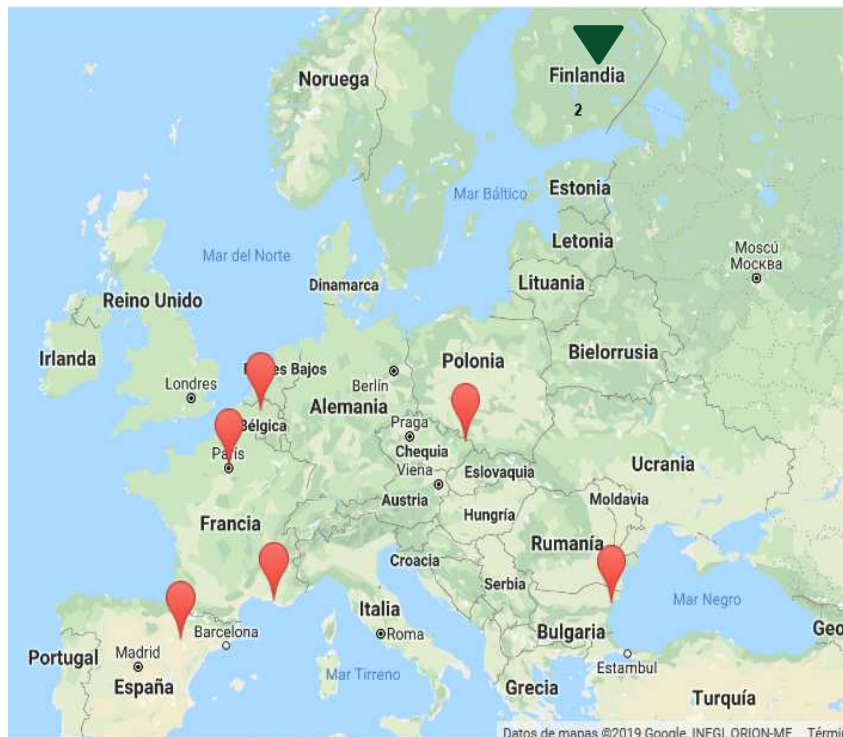 Noruega
Finlandia
2
Mar Báltico
Estonia
Mar del Norte
Letonia
Moscú
Москва
Dinamarca
Lituania
Reino Unido
Irlanda
Bajos
Polonia
Bielorrusia
Londres
Berlín
Alemania
Bélgica
Praga
Chequia
París
Viena
Eslovaquia
Ucrania
Austria
Moldavia
Francia
Hungría
Rumanía
Croacia
Serbia
Mar Negro
Italia
Barcelona
Roma
Bulgaria
Geo
Portugal
Madrid
España
Mar Tirreno
Estambul
Grecia
Turquía
Datos de mapas ©2019 Google, INEGI, ORION-ME Térmi